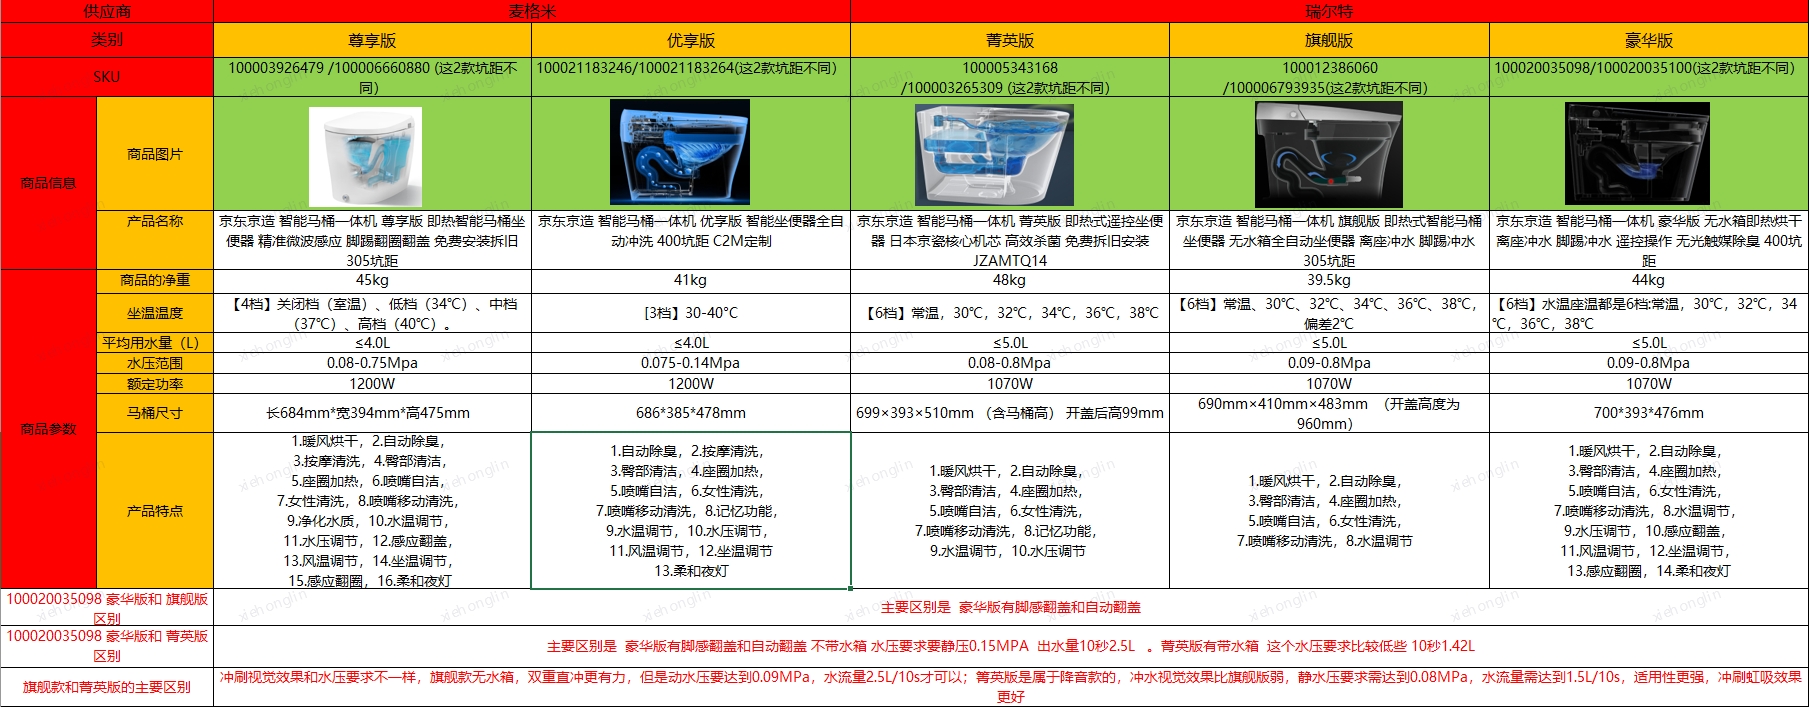 供应商
麦格米
瑞尔特
类别
尊享版
优享版
菁英版
旗舰版
豪华版
SKU
100003926479 /100006660880 (这2款坑距不
同)
100021183246/100021183264(这2款坑距不同)
100005343168
/100003265309 (这2款坑距不同)
100012386060
/100006793935(这2款坑距不同)
100020035098/100020035100(这2款坑距不同)
商品信息
商品图片
产品名称
京东京造 智能马桶一体机 尊享版 即热智能马桶坐
便器 精准微波感应 脚踢翻圈翻盖 免费安装拆旧
305坑距
京东京造 智能马桶一体机 优享版 智能坐便器全自
动冲洗 400坑距 C2M定制
京东京造 智能马桶一体机 菁英版 即热式遥控坐便
器 日本京瓷核心机芯 高效杀菌 免费拆旧安装
JZAMTQ14
京东京造 智能马桶一体机 旗舰版 即热式智能马桶
坐便器 无水箱全自动坐便器 离座冲水 脚踢冲水
305坑距
京东京造 智能马桶一体机 豪华版 无水箱即热烘干
离座冲水 脚踢冲水 遥控操作 无光触媒除臭 400坑
距
商品参数
商品的净重
45kg
41kg
48kg
39.5kg
44kg
坐温温度
【4档】关闭档（室温）、低档（34℃）、中档
（37℃）、高档（40℃）。
[3档】30-40°C
【6档】常温，30℃，32℃，34℃，36℃，38℃
【6档】常温、30℃、32℃、34℃、36℃、38℃，
偏差2℃
【6档】水温座温都是6档:常温，30℃，32℃，34
℃，36℃，38℃
平均用水量（L）
≤4.0L
≤4.0L
≤5.0L
≤5.0L
≤5.0L
水压范围
0.08-0.75Mpa
0.075-0.14Mpa
0.08-0.8Mpa
0.09-0.8Mpa
0.09-0.8Mpa
额定功率
1200W
1200W
1070W
1070W
1070W
马桶尺寸
长684mm*宽394mm*高475mm
686*385*478mm
699×393×510mm （含马桶高） 开盖后高99mm
690mm×410mm×483mm （开盖高度为
960mm）
700*393*476mm
产品特点
1.暖风烘干，2.自动除臭，
3.按摩清洗，4.臀部清洁，
5.座圈加热，6.喷嘴自洁，
7.女性清洗，8.喷嘴移动清洗，
9.净化水质，10.水温调节，
11.水压调节，12.感应翻盖，
13.风温调节，14.坐温调节，
15.感应翻圈，16.柔和夜灯
1.自动除臭，2.按摩清洗，
3.臀部清洁，4.座圈加热，
5.喷嘴自洁，6.女性清洗，
7.喷嘴移动清洗，8.记忆功能，
9.水温调节，10.水压调节，
11.风温调节，12.坐温调节
13.柔和夜灯
1.暖风烘干，2.自动除臭，
3.臀部清洁，4.座圈加热，
5.喷嘴自洁，6.女性清洗，
7.喷嘴移动清洗，8.记忆功能，
9.水温调节，10.水压调节
1.暖风烘干，2.自动除臭，
3.臀部清洁，4.座圈加热，
5.喷嘴自洁，6.女性清洗，
7.喷嘴移动清洗，8.水温调节
1.暖风烘干，2.自动除臭，
3.臀部清洁，4.座圈加热，
5.喷嘴自洁，6.女性清洗，
7.喷嘴移动清洗，8.水温调节，
9.水压调节，10.感应翻盖，
11.风温调节，12.坐温调节，
13.感应翻圈，14.柔和夜灯
100020035098 豪华版和 旗舰版
区别
主要区别是 豪华版有脚感翻盖和自动翻盖
100020035098 豪华版和 菁英版
区别
主要区别是 豪华版有脚感翻盖和自动翻盖 不带水箱 水压要求要静压0.15MPA 出水量10秒2.5L 。菁英版有带水箱 这个水压要求比较低些 10秒1.42L
旗舰款和菁英版的主要区别
冲刷视觉效果和水压要求不一样，旗舰款无水箱，双重直冲更有力，但是动水压要达到0.09MPa，水流量2.5L/10s才可以；菁英版是属于降音款的，冲水视觉效果比旗舰版弱，静水压要求需达到0.08MPa，水流量需达到1.5L/10s，适用性更强，冲刷虹吸效果
更好
xiehonglin